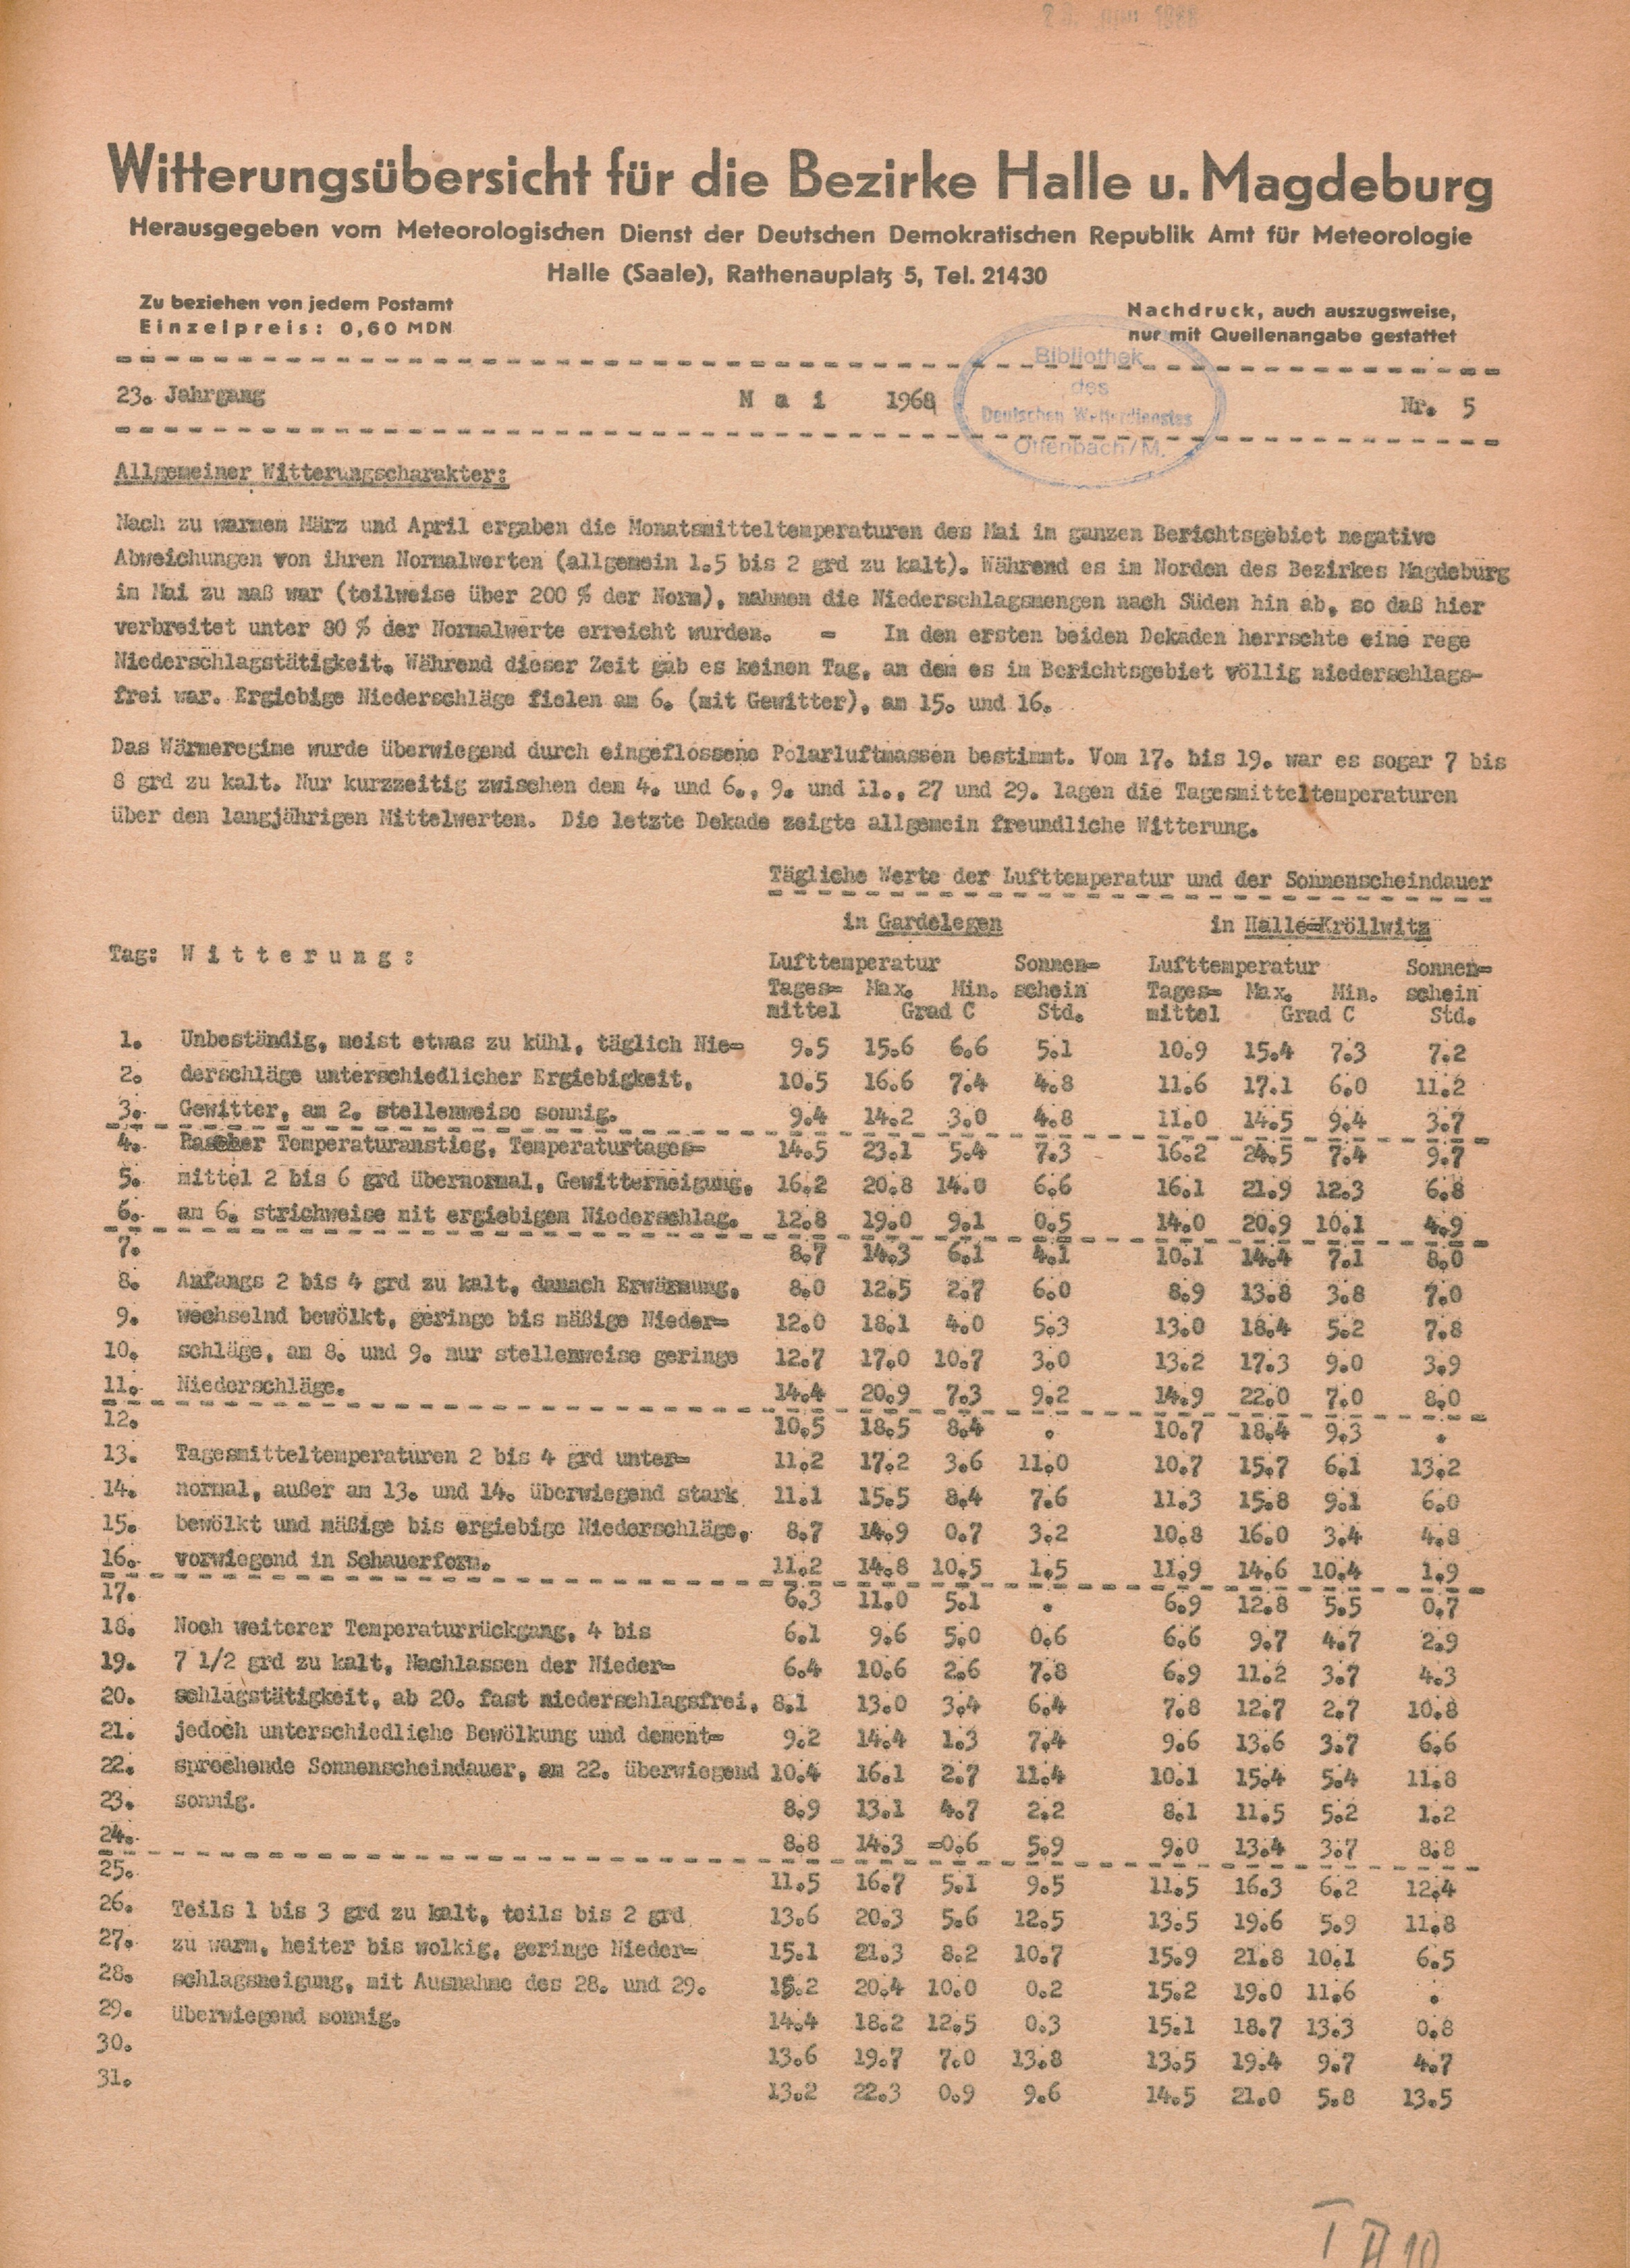 Witterungsübersicht für die Bezirke Halle u. Magdeburg
Herausgegeben vom Meteorologischen Dienst der Deutschen Demokratischen Republik Amt für Meteorologie
Halle (Saale), Rathenauplatz 5, Tel. 21430
Zu beziehen von jedem Postamt
Einzelpreis: 0,60 MDN
Nachdruck, auch auszugsweise,
nur mit Quellenangabe gestattet
23. Jahrgang Mai 1968 Nr. 5
Bibliothek
des
Deutschen Wetterdienstes
Offenbach/M.
Allgemeiner Witterungscharakter:
Nach zu warmem März und April ergaben die Monatsmitteltemperaturen des Mai im ganzen Berichtsgebiet negative
Abweichungen von ihren Normalwerten (allgemein 1.5 bis 2 grd zu kalt). Während es im Norden des Bezirkes Magdeburg
im Mai zu naß war (teilweise über 200 % der Norm), nahmen die Niederschlagsmengen nach Süden hin ab, so daß hier
verbreitet unter 80 % der Normalwerte erreicht wurden. - In den ersten beiden Dekaden herrschte eine rege
Niederschlagstätigkeit. Während dieser Zeit gab es keinen Tag, an dem es im Berichtsgebiet völlig niederschlags-
frei war. Ergiebige Niederschläge fielen am 6. (mit Gewitter), am 15. und 16.
Das Wärmeregime wurde überwiegend durch eingeflossene Polarluftmassen bestimmt. Vom 17. bis 19. war es sogar 7 bis
8 grd zu kalt. Nur kurzzeitig zwischen dem 4. und 6., 9. und 11., 27 und 29. lagen die Tagesmitteltemperaturen
über den langjährigen Mittelwerten. Die letzte Dekade zeigte allgemein freundliche Witterung.
Tägliche Werte der Lufttemperatur und der Sonnenscheindauer
in Gardelegen in Halle-Kröllwitz
Tag: Witterung:
Lufttemperatur Sonnen- Lufttemperatur Sonnen-
Tages- Max. Min. schein Tages- Max. Min. schein
mittel Grad C Std. mittel Grad C Std.
1. Unbeständig, meist etwas zu kühl, täglich Nie- 9.5 15.6 6.6 5.1 10.9 15.4 7.3 7.2
2. derschläge unterschiedlicher Ergiebigkeit, 10.5 16.6 7.4 4.8 11.6 17.1 6.0 11.2
3. Gewitter, am 2. stellenweise sonnig. 9.4 14.2 3.0 4.8 11.0 14.5 9.4 3.7
4. Rascher Temperaturanstieg, Temperaturtages- 14.5 23.1 5.4 7.3 16.2 24.5 7.4 9.7
5. mittel 2 bis 6 grd übernormal, Gewitterneigung, 16.2 20.8 14.0 6.6 16.1 21.9 12.3 6.8
6. am 6. strichweise mit ergiebigem Niederschlag. 12.8 19.0 9.1 0.5 14.0 20.9 10.1 4.9
7. 8.7 14.3 6.1 4.1 10.1 14.4 7.1 8.0
8. Anfangs 2 bis 4 grd zu kalt, danach Erwärmung, 8.0 12.5 2.7 6.0 8.9 13.8 3.8 7.0
9. wechselnd bewölkt, geringe bis mäßige Nieder- 12.0 18.1 4.0 5.3 13.0 18.4 5.2 7.8
10. schläge, am 8. und 9. nur stellenweise geringe 12.7 17.0 10.7 3.0 13.2 17.3 9.0 3.9
11. Niederschläge. 14.4 20.9 7.3 9.2 14.9 22.0 7.0 8.0
12. 10.5 18.5 8.4 . 10.7 18.4 9.3 .
13. Tagesmitteltemperaturen 2 bis 4 grd unter- 11.2 17.2 3.6 11.0 10.7 15.7 6.1 13.2
14. normal, außer am 13. und 14. überwiegend stark 11.1 15.5 8.4 7.6 11.3 15.8 9.1 6.0
15. bewölkt und mäßige bis ergiebige Niederschläge, 8.7 14.9 0.7 3.2 10.8 16.0 3.4 4.8
16. vorwiegend in Schauerform. 11.2 14.8 10.5 1.5 11.9 14.6 10.4 1.9
17. 6.3 11.0 5.1 . 6.9 12.8 5.5 0.7
18. Noch weiterer Temperaturrückgang, 4 bis 6.1 9.6 5.0 0.6 6.6 9.7 4.7 2.9
19. 7 1/2 grd zu kalt, Nachlassen der Nieder- 6.4 10.6 2.6 7.8 6.9 11.2 3.7 4.3
20. schlagstätigkeit, ab 20. fast niederschlagsfrei, 8.1 13.0 3.4 6.4 7.8 12.7 2.7 10.8
21. jedoch unterschiedliche Bewölkung und dement- 9.2 14.4 1.3 7.4 9.6 13.6 3.7 6.6
22. sprechende Sonnenscheindauer, am 22. überwiegend 10.4 16.1 2.7 11.4 10.1 15.4 5.4 11.8
23. sonnig. 8.9 13.1 4.7 2.2 8.1 11.5 5.2 1.2
24. 8.8 14.3 -0.6 5.9 9.0 13.4 3.7 8.8
25. 11.5 16.7 5.1 9.5 11.5 16.3 6.2 12.4
26. Teils 1 bis 3 grd zu kalt, teils bis 2 grd 13.6 20.3 5.6 12.5 13.5 19.6 5.9 11.8
27. zu warm, heiter bis wolkig, geringe Nieder- 15.1 21.3 8.2 10.7 15.9 21.8 10.1 6.5
28. schlagsneigung, mit Ausnahme des 28. und 29. 15.2 20.4 10.0 0.2 15.2 19.0 11.6 .
29. überwiegend sonnig. 14.4 18.2 12.5 0.3 15.1 18.7 13.3 0.8
30. 13.6 19.7 7.0 13.8 13.5 19.4 9.7 4.7
31. 13.2 22.3 0.9 9.6 14.5 21.0 5.8 13.5